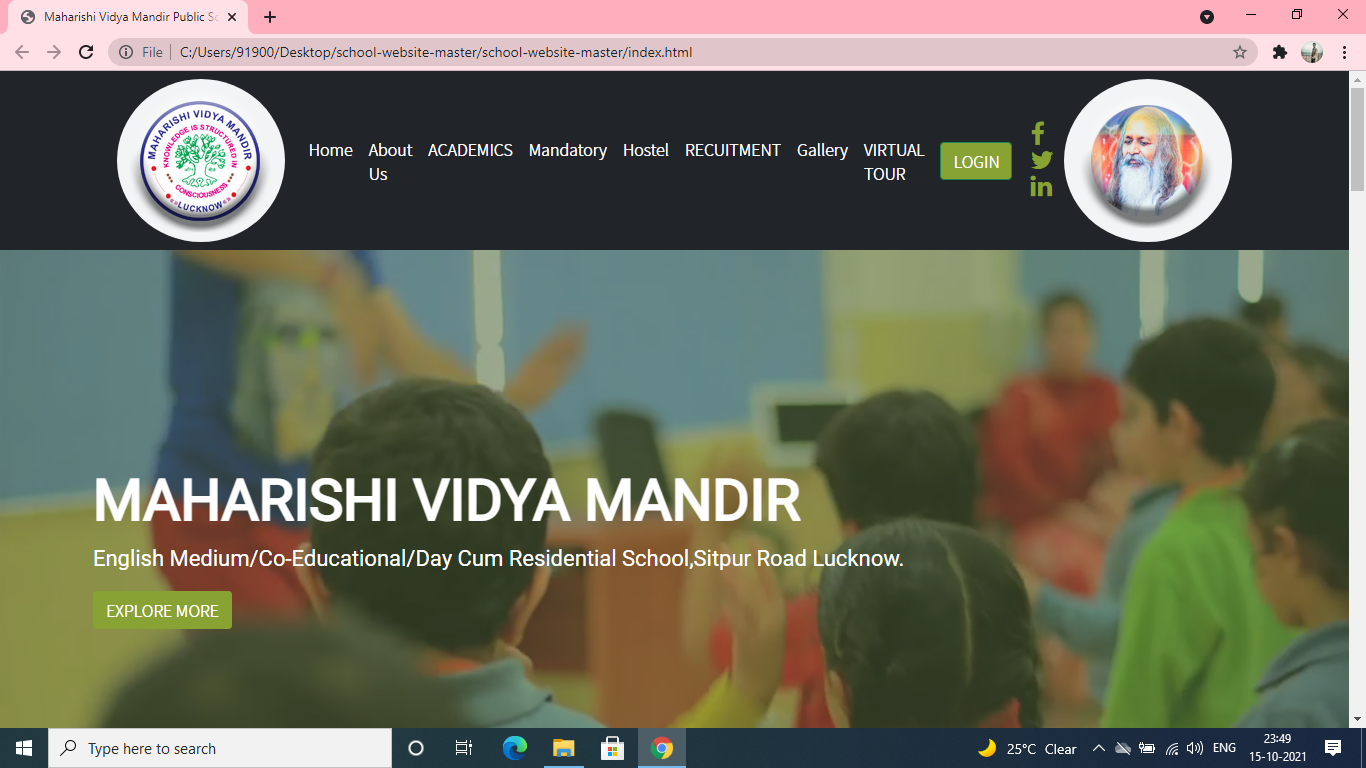 Maharishi Vidya Mandir Public Sc
File
C:/Users/91900/Desktop/school-website-master/school-website-master/index.html
MAHARISHI VIDYA MANDIR
KNOWLEDGE IS STRUCTURED IN
CONSCIOUSNESS
LUCKNOW
Home
About
Us
ACADEMICS
Mandatory
Hostel
RECUITMENT
Gallery
VIRTUAL
TOUR
LOGIN
MAHARISHI VIDYA MANDIR
English Medium/Co-Educational/Day Cum Residential School,Sitpur Road Lucknow.
EXPLORE MORE
Type here to search
25°C Clear
ENG
23:49
15-10-2021